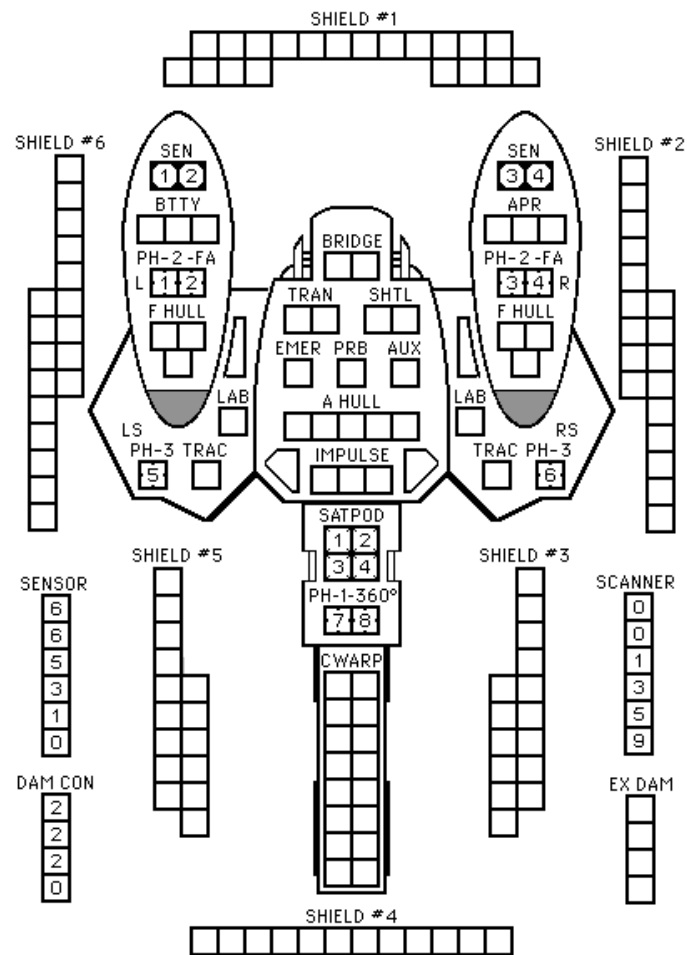 SHIELD #1
SHIELD #6
SHIELD #2
SEN
1 2
SEN
3 4
BTTY
APR
BRIDGE
PH-2-FA
L 1 2
PH-2-FA
3 4 R
TRAN SHTL
F HULL
F HULL
EMER PRB AUX
LAB
LAB
A HULL
LS
RS
PH-3 TRAC
5
TRAC PH-3
6
IMPULSE
SATPOD
1 2
3 4
SHIELD #5
SHIELD #3
PH-1-360°
7 8
SENSOR
6
6
5
3
1
0
SCANNER
0
0
1
3
5
9
CWARP
DAM CON
2
2
2
0
EX DAM
SHIELD #4